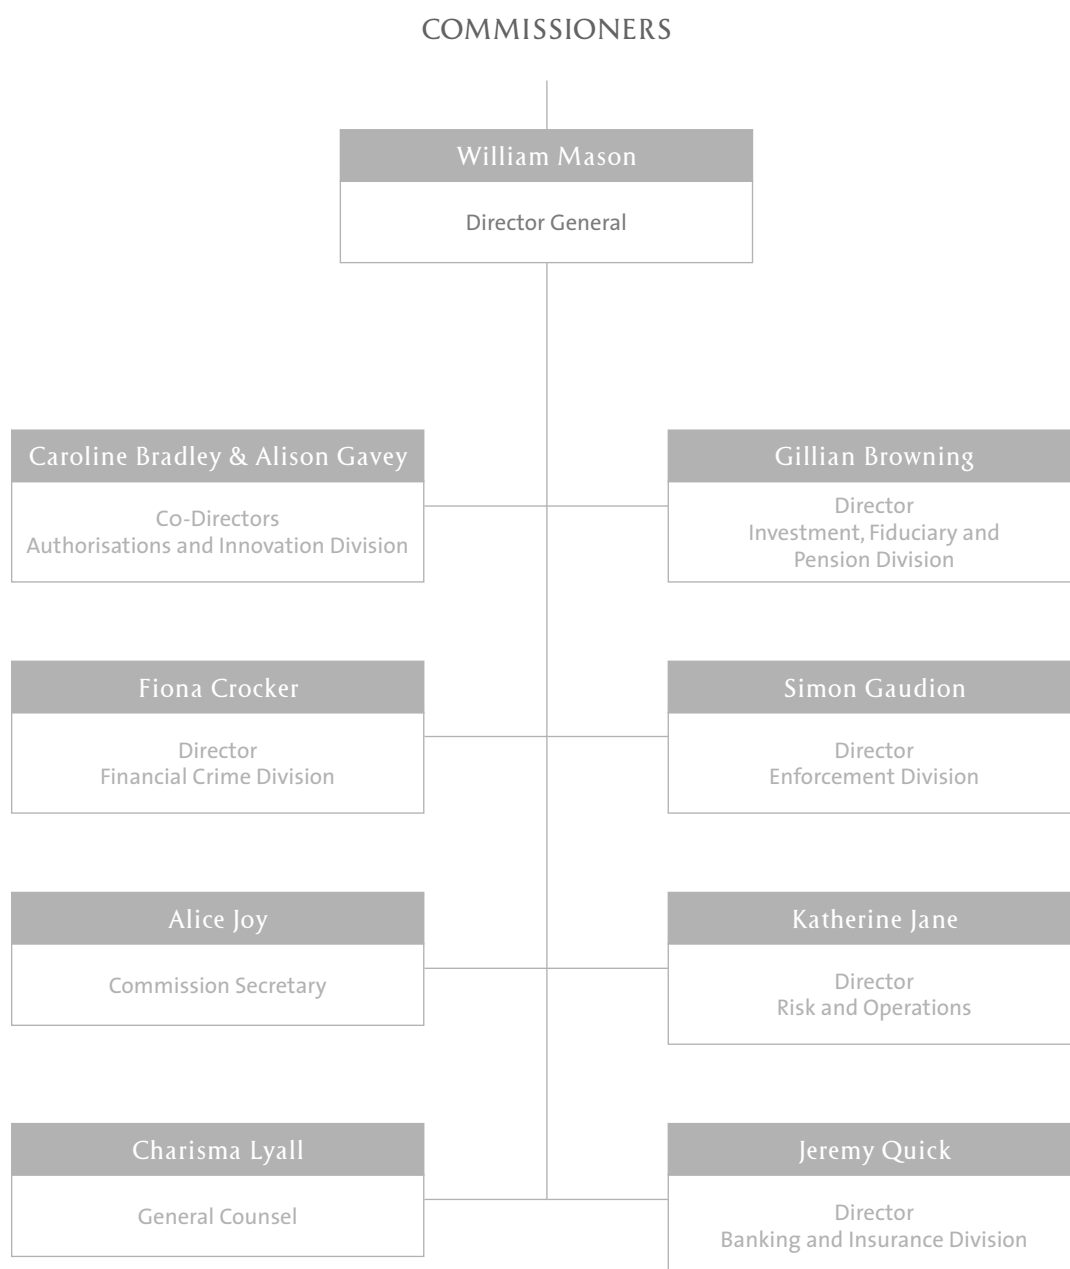 COMMISSIONERS
William Mason
Director General
Caroline Bradley & Alison Gavey
Co-Directors
Authorisations and Innovation Division
Gillian Browning
Director
Investment, Fiduciary and
Pension Division
Fiona Crocker
Director
Financial Crime Division
Simon Gaudion
Director
Enforcement Division
Alice Joy
Commission Secretary
Katherine Jane
Director
Risk and Operations
Charisma Lyall
General Counsel
Jeremy Quick
Director
Banking and Insurance Division